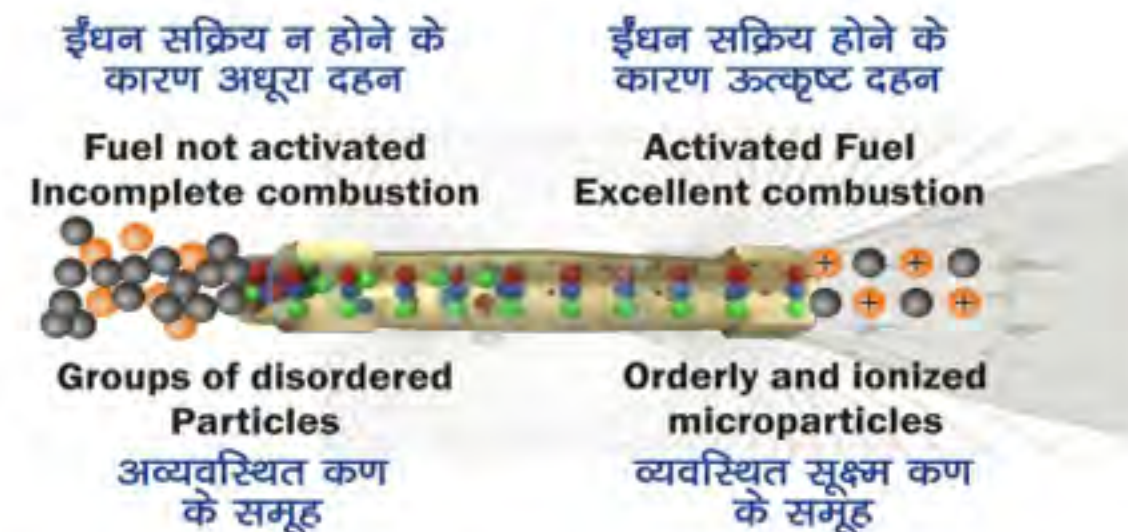 ईंधन सक्रिय न होने के
कारण अधूरा दहन
Fuel not activated
Incomplete combustion
ईंधन सक्रिय होने के
कारण ऊत्कृष्ट दहन
Activated Fuel
Excellent combustion
+ +
+ +
Groups of disordered
Particles
अव्यवस्थित कण
के समूह
Orderly and ionized
microparticles
व्यवस्थित सूक्ष्म कण
के समूह